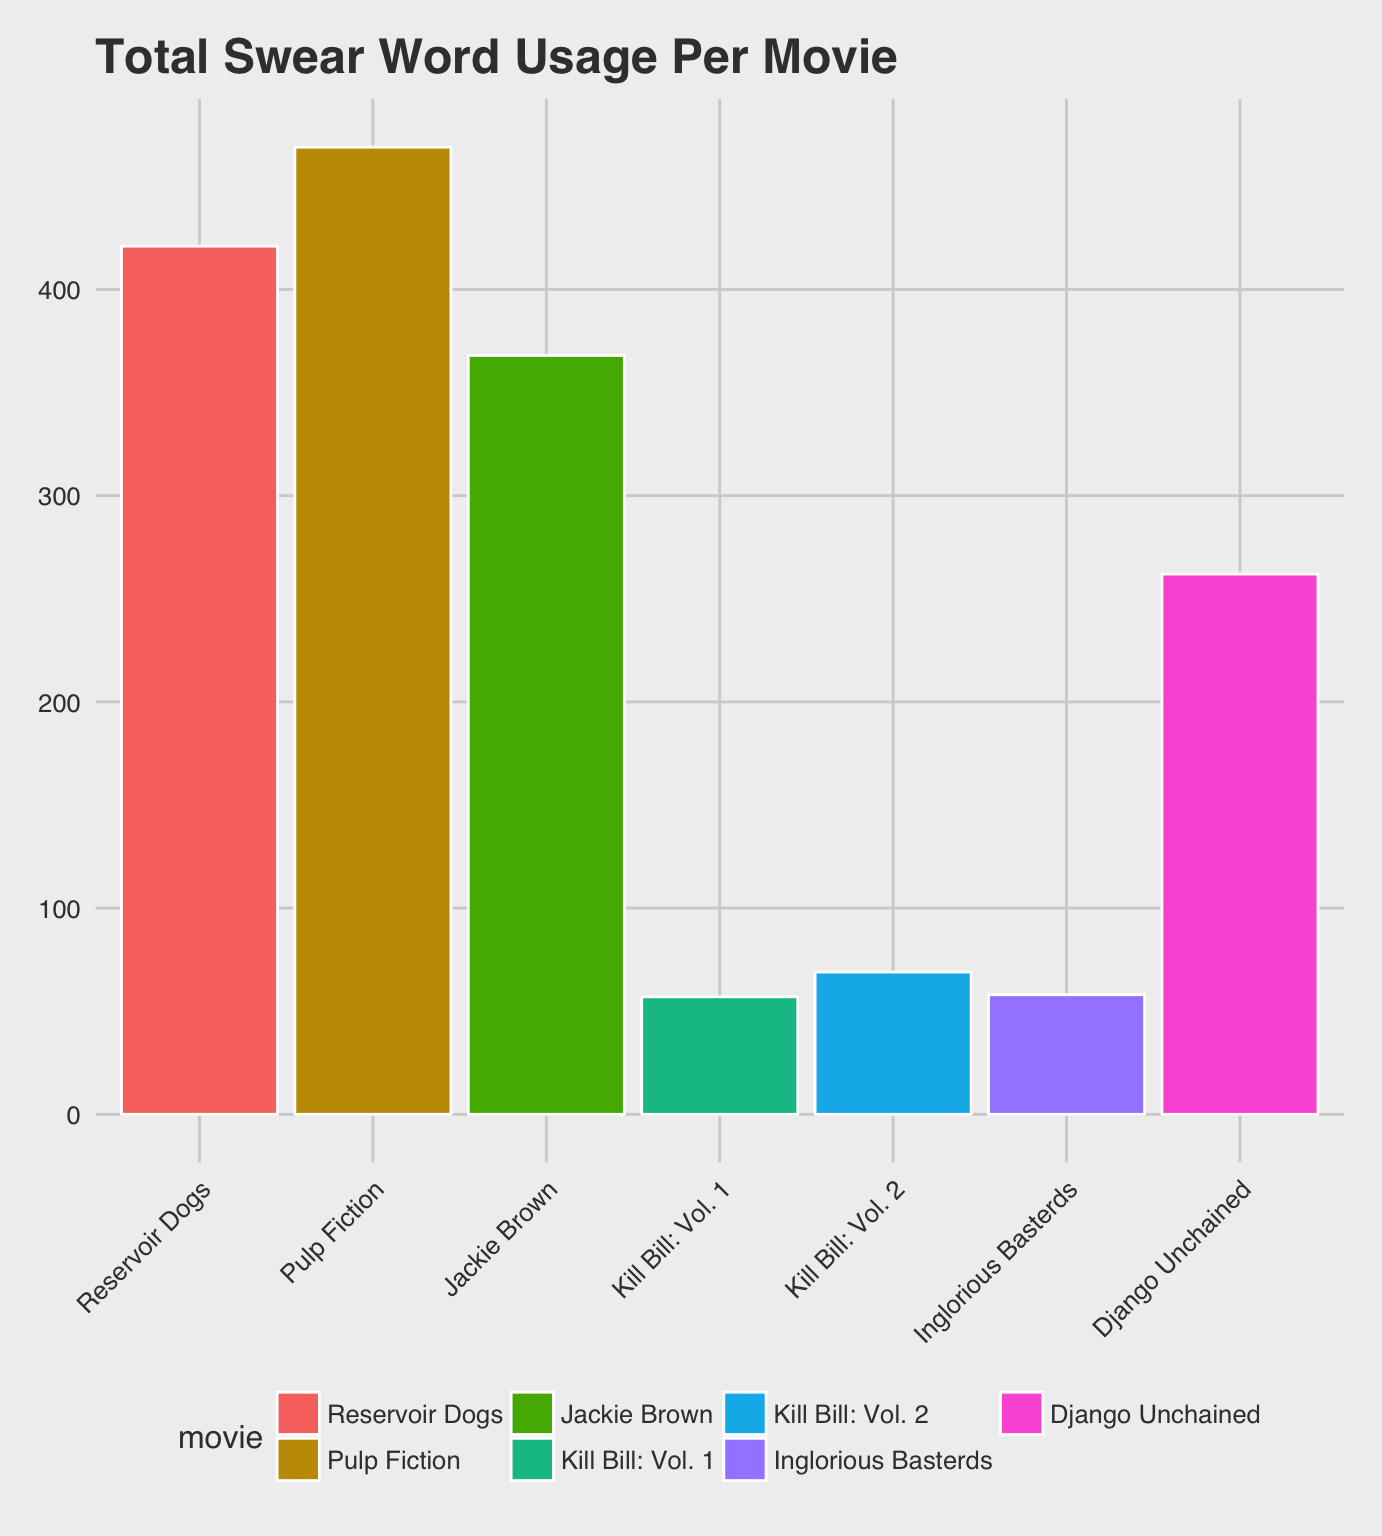 Total Swear Word Usage Per Movie
400
300
200
100
0
Reservoir Dogs
Pulp Fiction
Jackie Brown
Kill Bill: Vol. 1
Kill Bill: Vol. 2
Inglorious Basterds
Django Unchained
movie
Reservoir Dogs
Jackie Brown
Kill Bill: Vol. 2
Django Unchained
Pulp Fiction
Kill Bill: Vol. 1
Inglorious Basterds